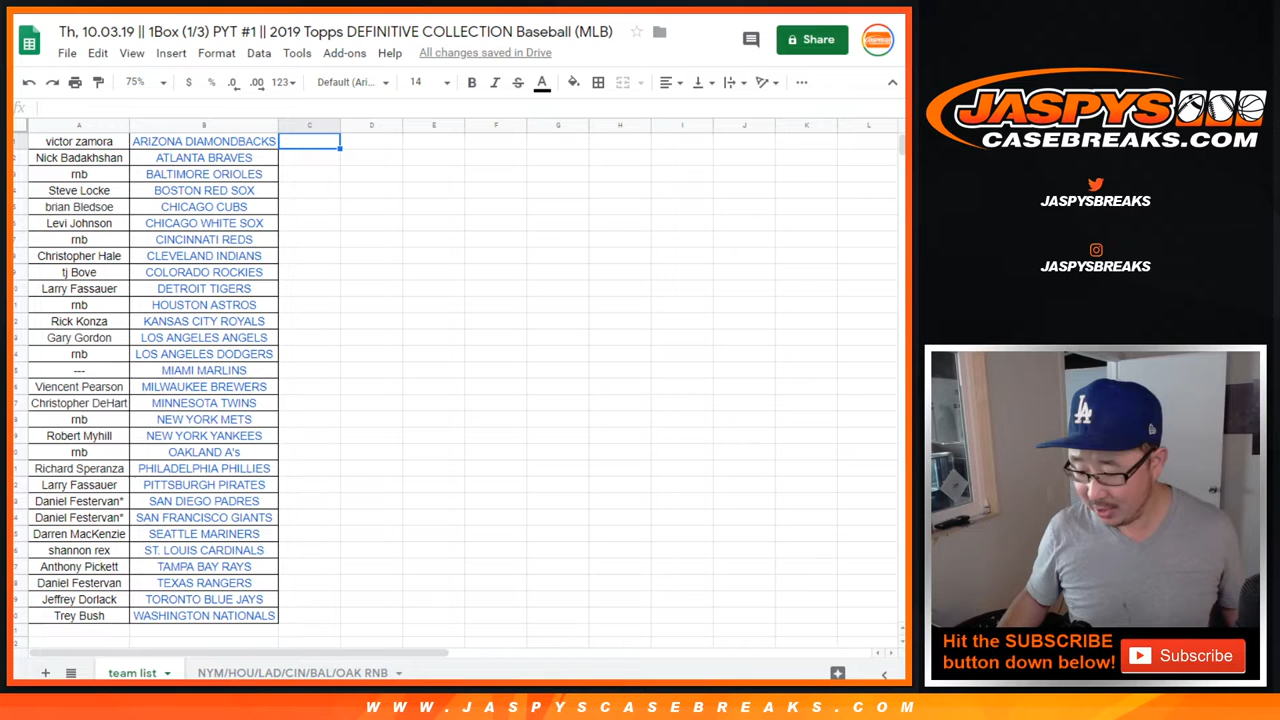 Th, 10.03.19 || 1Box (1/3) PYT #1 || 2019 Topps DEFINITIVE COLLECTION Baseball (MLB)
File Edit View Insert Format Data Tools Add-ons Help All changes saved in Drive
Share
75% $ % .0 .00 123 Default (Ari... 14 B I S A
fx
A B C D E F G H I J K L
victor zamora ARIZONA DIAMONDBACKS
Nick Badakhshan ATLANTA BRAVES
rnb BALTIMORE ORIOLES
Steve Locke BOSTON RED SOX
brian Bledsoe CHICAGO CUBS
Levi Johnson CHICAGO WHITE SOX
rnb CINCINNATI REDS
Christopher Hale CLEVELAND INDIANS
tj Bove COLORADO ROCKIES
Larry Fassauer DETROIT TIGERS
rnb HOUSTON ASTROS
Rick Konza KANSAS CITY ROYALS
Gary Gordon LOS ANGELES ANGELS
rnb LOS ANGELES DODGERS
--- MIAMI MARLINS
Viencent Pearson MILWAUKEE BREWERS
Christopher DeHart MINNESOTA TWINS
rnb NEW YORK METS
Robert Myhill NEW YORK YANKEES
rnb OAKLAND A's
Richard Speranza PHILADELPHIA PHILLIES
Larry Fassauer PITTSBURGH PIRATES
Daniel Festervan* SAN DIEGO PADRES
Daniel Festervan* SAN FRANCISCO GIANTS
Darren MacKenzie SEATTLE MARINERS
shannon rex ST. LOUIS CARDINALS
Anthony Pickett TAMPA BAY RAYS
Daniel Festervan TEXAS RANGERS
Jeffrey Dorlack TORONTO BLUE JAYS
Trey Bush WASHINGTON NATIONALS
team list NYM/HOU/LAD/CIN/BAL/OAK RNB
JASPYS
CASEBREAKS.COM
JASPYSBREAKS
JASPYSBREAKS
LA
Hit the SUBSCRIBE
button down below!
Subscribe
WWW.JASPYSCASEBREAKS.COM